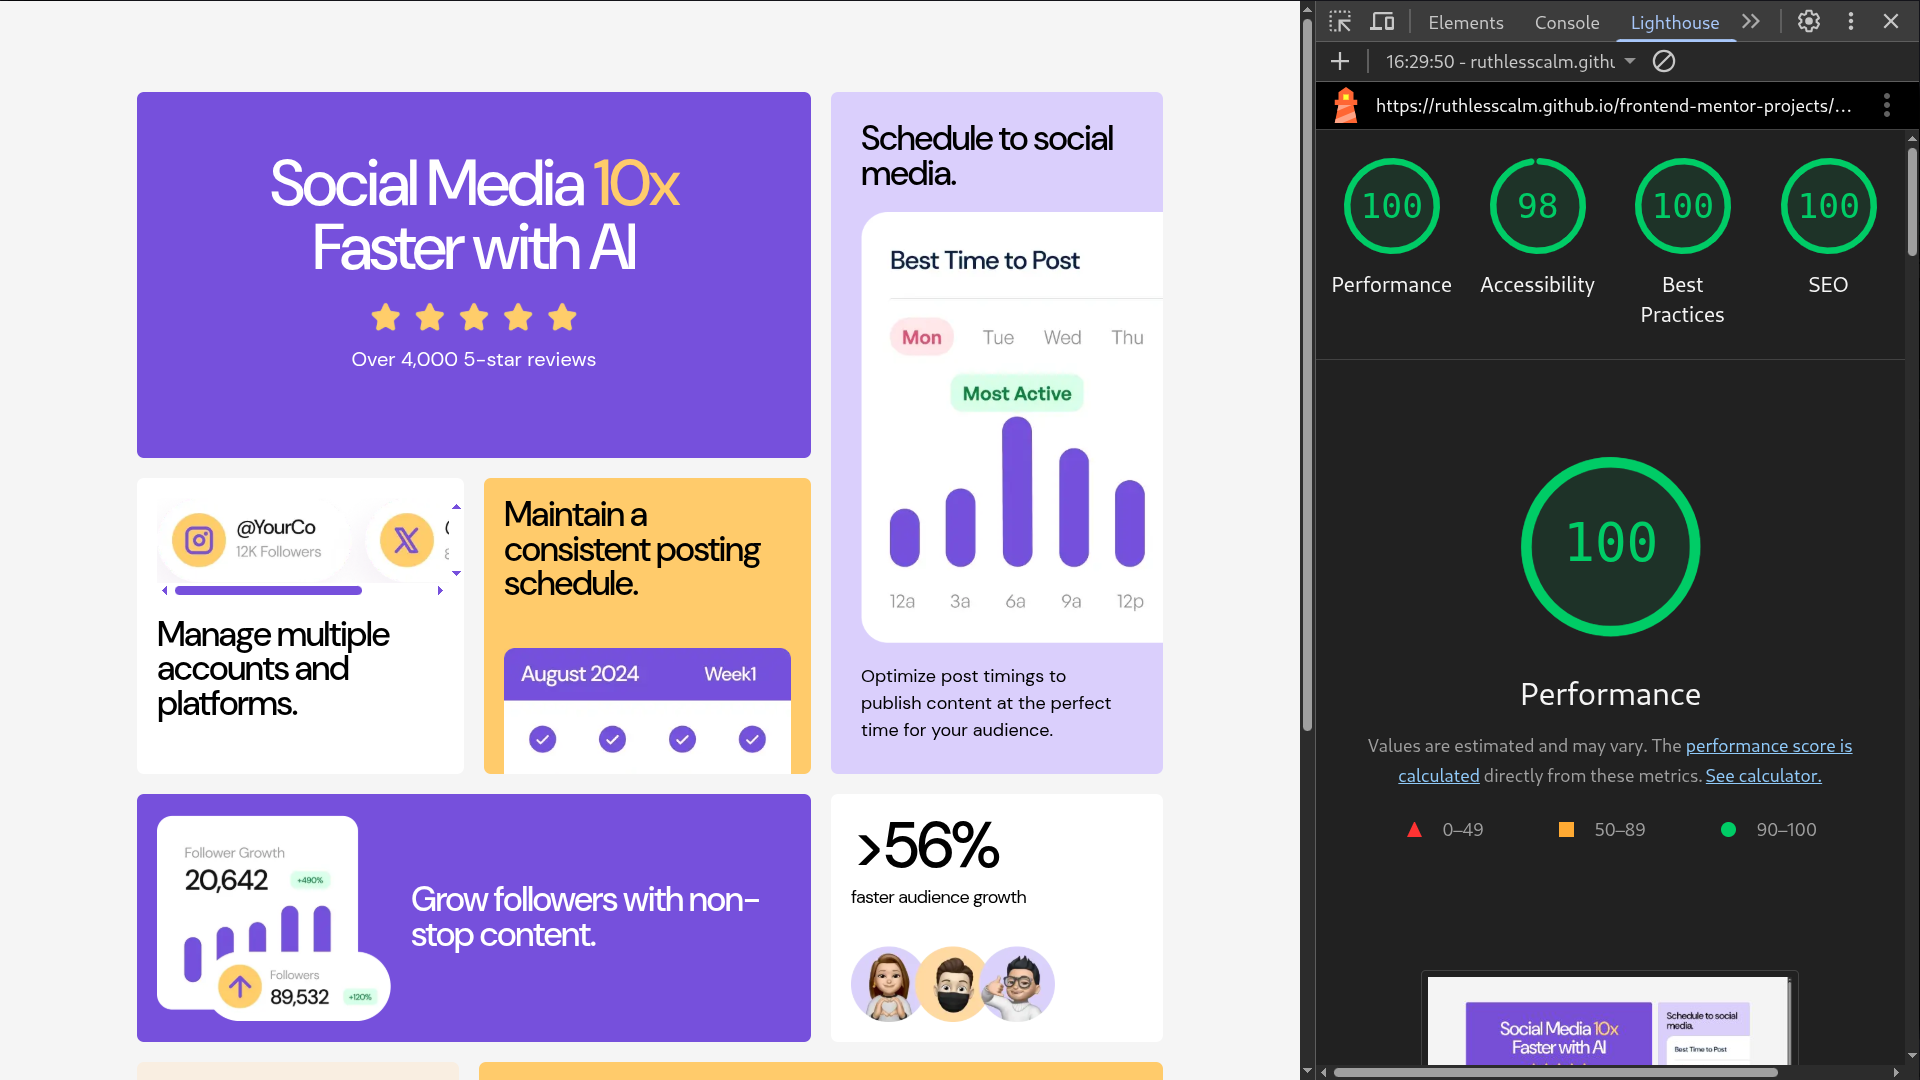 Social Media 10x
Faster with AI
Over 4,000 5-star reviews
Schedule to social
media.
Best Time to Post
Mon Tue Wed Thu
Most Active
12a 3a 6a 9a 12p
Optimize post timings to
publish content at the perfect
time for your audience.
@YourCo
12K Followers
Manage multiple
accounts and
platforms.
Maintain a
consistent posting
schedule.
August 2024 Week1
Follower Growth
20,642 +490%
Followers
89,532 +120%
Grow followers with non-
stop content.
>56%
faster audience growth
Elements Console Lighthouse
16:29:50 - ruthlesscalm.githu
https://ruthlesscalm.github.io/frontend-mentor-projects/...
100 98 100 100
Performance Accessibility Best
Practices SEO
100
Performance
Values are estimated and may vary. The performance score is
calculated directly from these metrics. See calculator.
0–49 50–89 90–100
Social Media 10x
Faster with AI
Schedule to social
media.
Best Time to Post